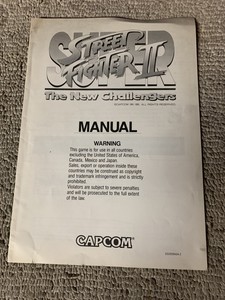 SUPER
STREET
FIGHTER II
The New Challengers
MANUAL
WARNING
This game is for use in all countries
excluding the United States of America,
Canada, Mexico and Japan.
Sales, export or operation inside these
countries may be construed as copyright
and trademark infringement and is strictly
prohibited.
Violators are subject to severe penalties
and will be prosecuted to the full extent
of the law.
CAPCOM